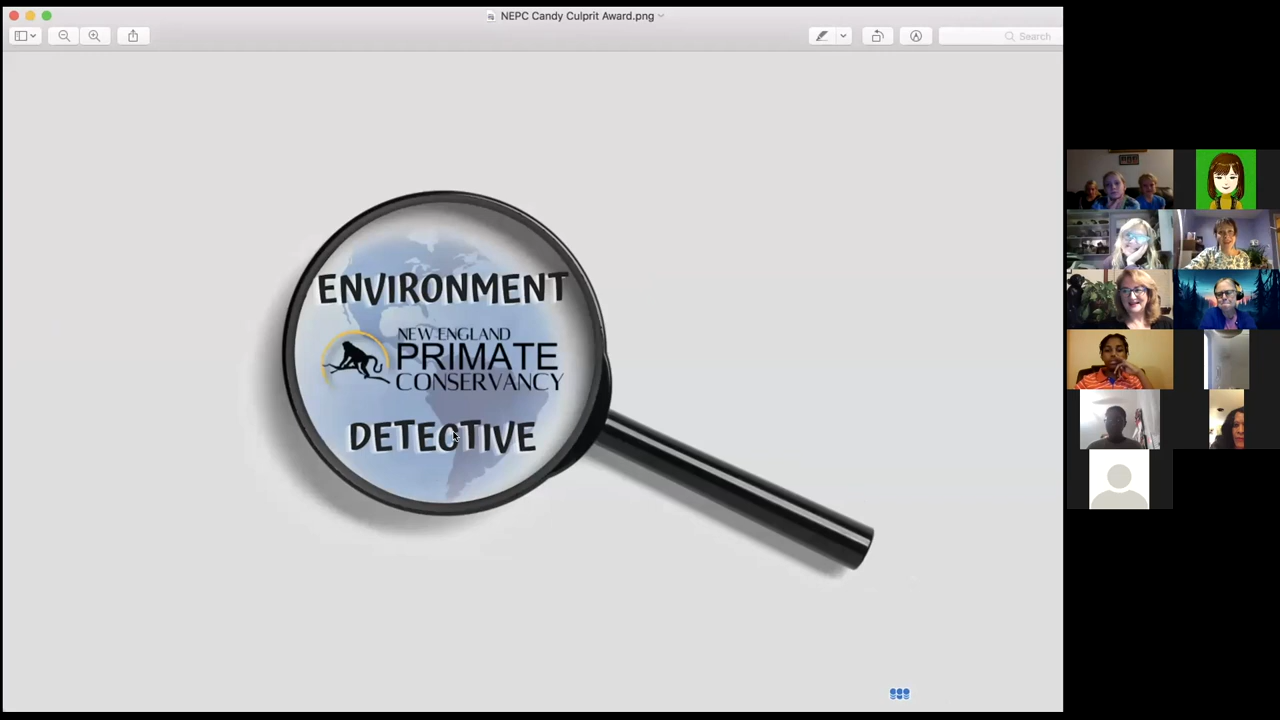 NEPC Candy Culprit Award.png
Search
ENVIRONMENT
NEW ENGLAND
PRIMATE
CONSERVANCY
DETECTIVE